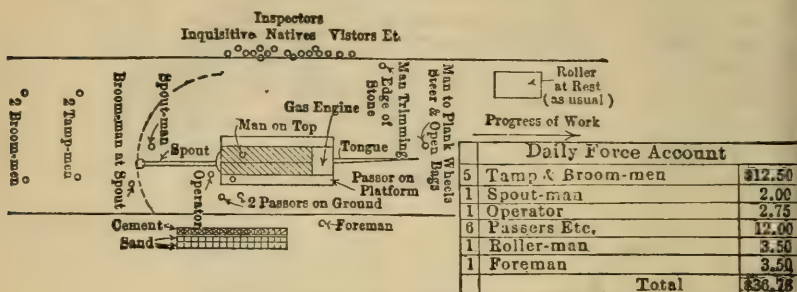 Inspectors
Inquisitive Natives Vistors Et.
2 Broom-men
2 Tamp-men
Broom-man at Spout
Spout-man
Spout
Operator
Man on Top
Gas Engine
Tongue
Man Trimming
Edge of
Stone
Man to Plank Wheels
Steer & Open
Bags
Roller
at Rest
(as usual)
Progress of Work
Passor on
Platform
2 Passors on Ground
Foreman
Cement
Sand
Daily Force Account
5 Tamp & Broom-men $12.50
1 Spout-man 2.00
1 Operator 2.75
6 Passers Etc. 12.00
1 Roller-man 3.50
1 Foreman 3.50
Total